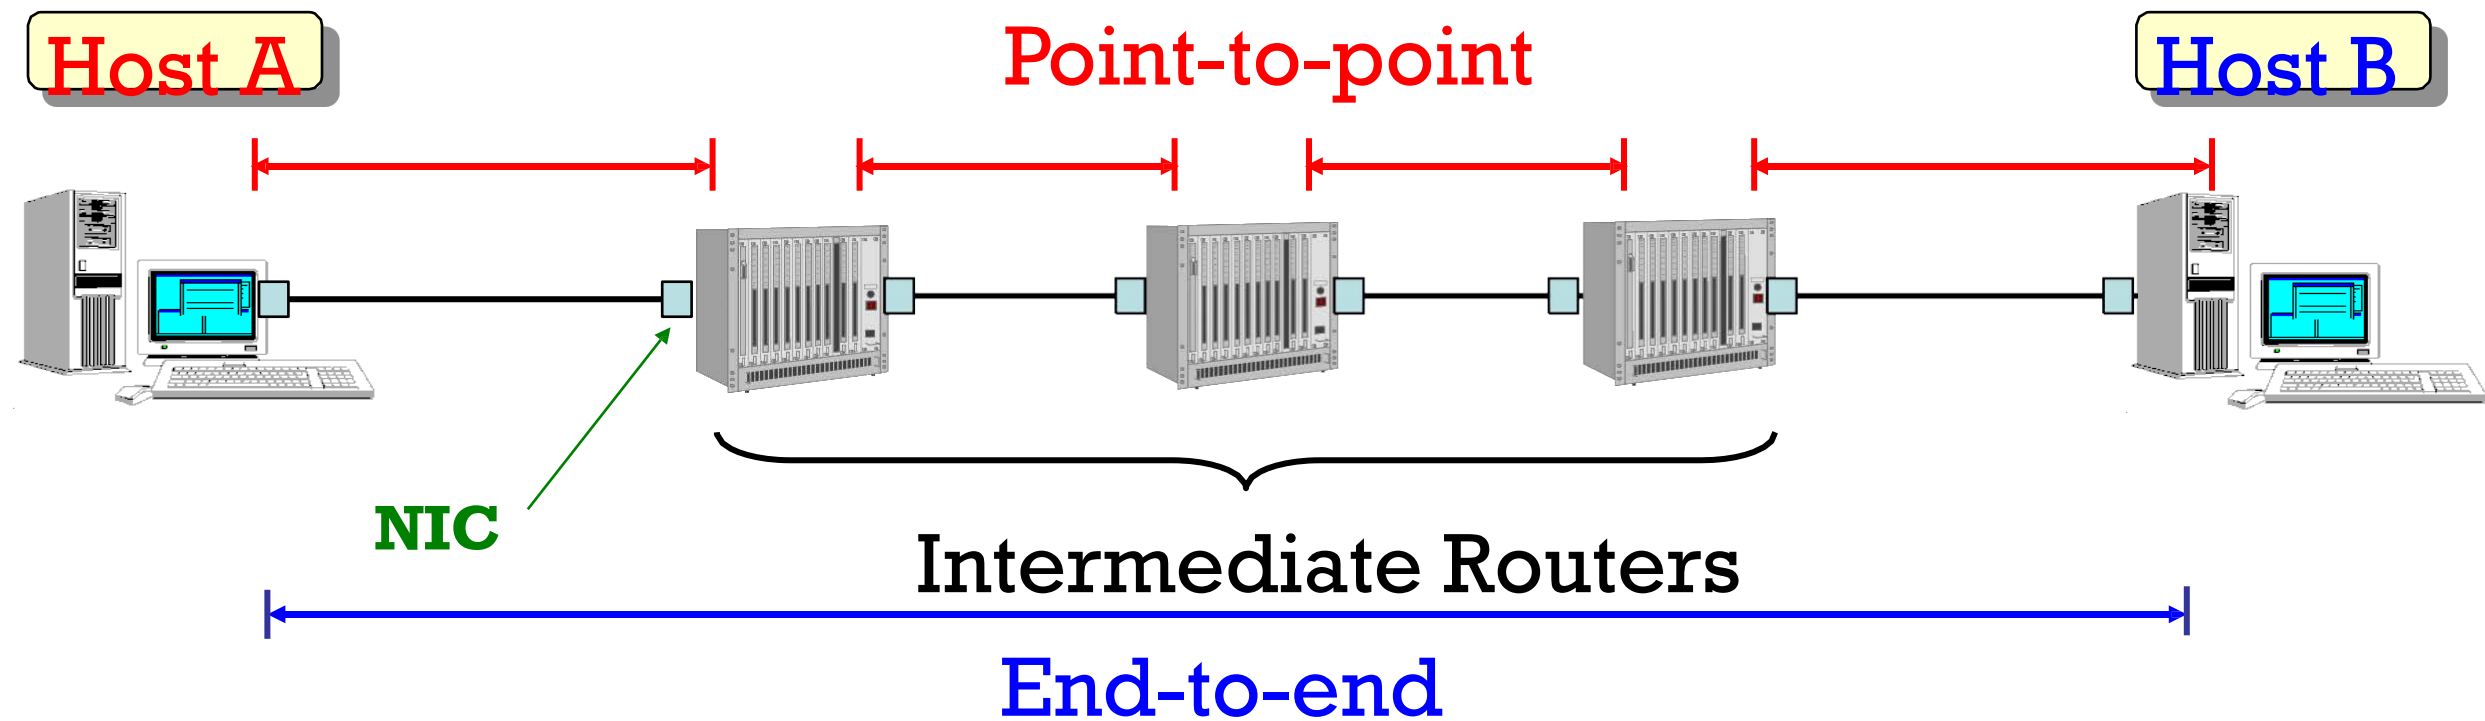 Host A
Point-to-point
Host B
NIC
Intermediate Routers
End-to-end